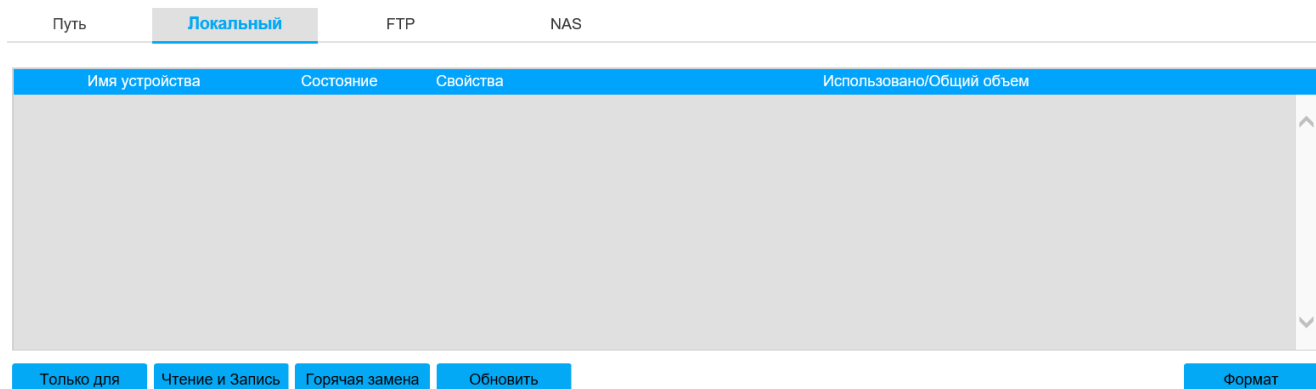 Путь Локальный FTP NAS
Имя устройства Состояние Свойства Использовано/Общий объем
Только для Чтение и Запись Горячая замена Обновить Формат